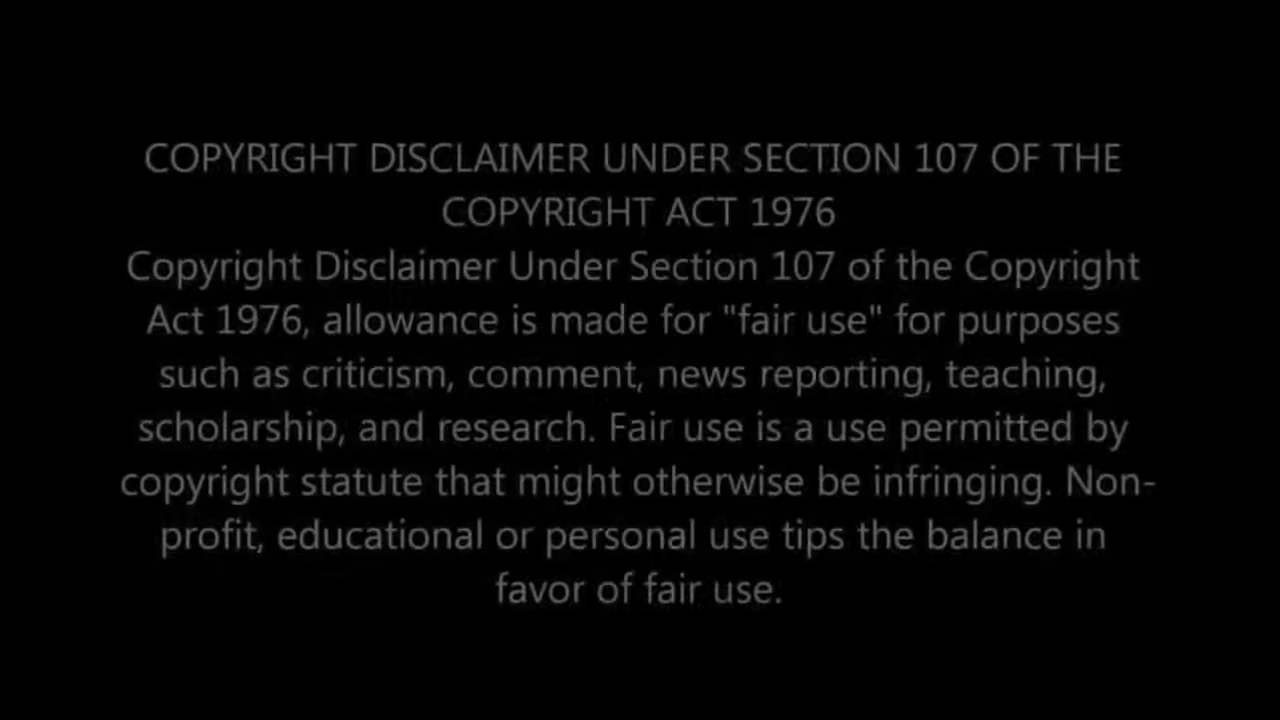 COPYRIGHT DISCLAIMER UNDER SECTION 107 OF THE
COPYRIGHT ACT 1976
Copyright Disclaimer Under Section 107 of the Copyright
Act 1976, allowance is made for "fair use" for purposes
such as criticism, comment, news reporting, teaching,
scholarship, and research. Fair use is a use permitted by
copyright statute that might otherwise be infringing. Non-
profit, educational or personal use tips the balance in
favor of fair use.